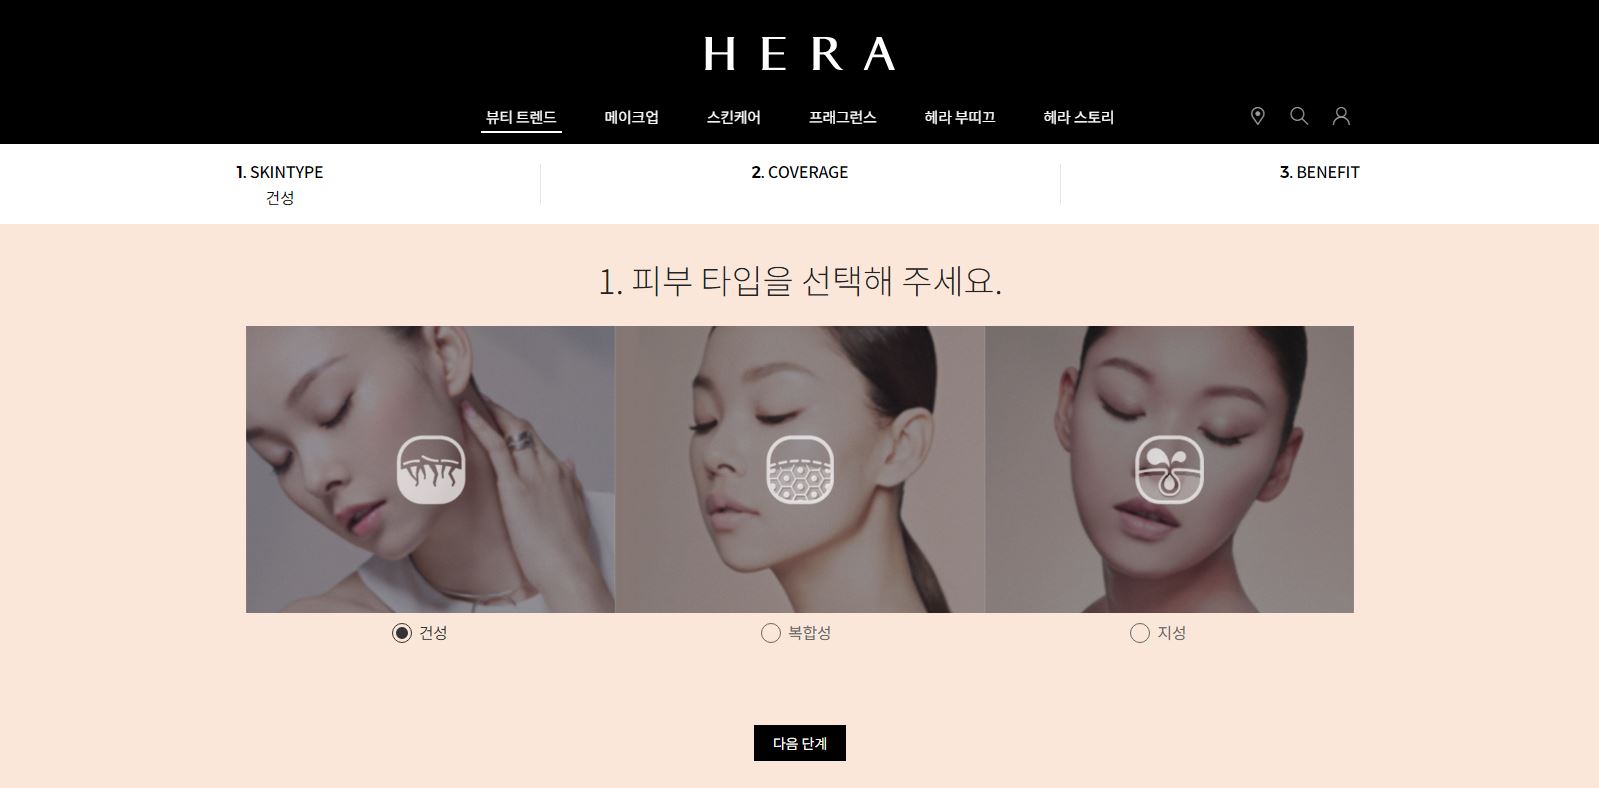 HERA
뷰티 트렌드 메이크업 스킨케어 프래그런스 헤라 부띠끄 헤라 스토리
1. SKINTYPE 2. COVERAGE 3. BENEFIT
건성
1. 피부 타입을 선택해 주세요.
건성 복합성 지성
다음 단계